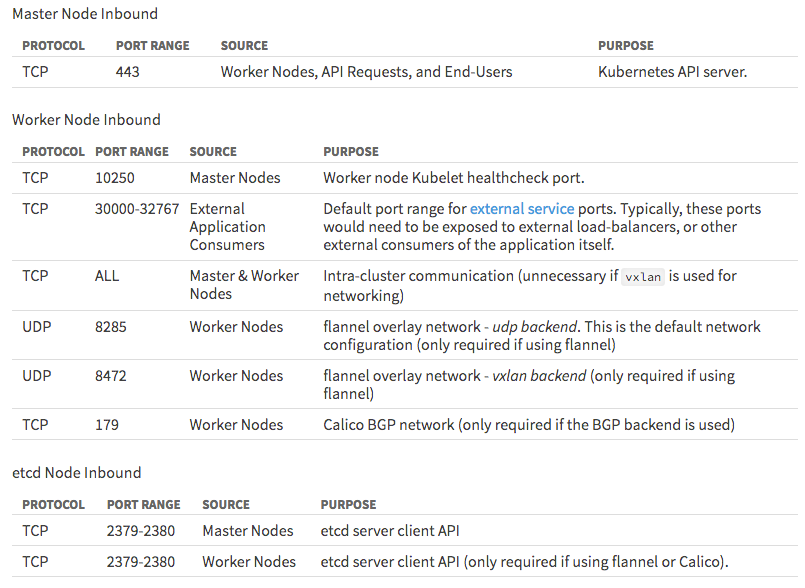 Master Node Inbound
PROTOCOL PORT RANGE SOURCE PURPOSE
TCP 443 Worker Nodes, API Requests, and End-Users Kubernetes API server.
Worker Node Inbound
PROTOCOL PORT RANGE SOURCE PURPOSE
TCP 10250 Master Nodes Worker node Kubelet healthcheck port.
TCP 30000-32767 External Default port range for external service ports. Typically, these ports
Application would need to be exposed to external load-balancers, or other
Consumers external consumers of the application itself.
TCP ALL Master & Worker Intra-cluster communication (unnecessary if vxlan is used for
Nodes networking)
UDP 8285 Worker Nodes flannel overlay network - udp backend. This is the default network
configuration (only required if using flannel)
UDP 8472 Worker Nodes flannel overlay network - vxlan backend (only required if using
flannel)
TCP 179 Worker Nodes Calico BGP network (only required if the BGP backend is used)
etcd Node Inbound
PROTOCOL PORT RANGE SOURCE PURPOSE
TCP 2379-2380 Master Nodes etcd server client API
TCP 2379-2380 Worker Nodes etcd server client API (only required if using flannel or Calico).